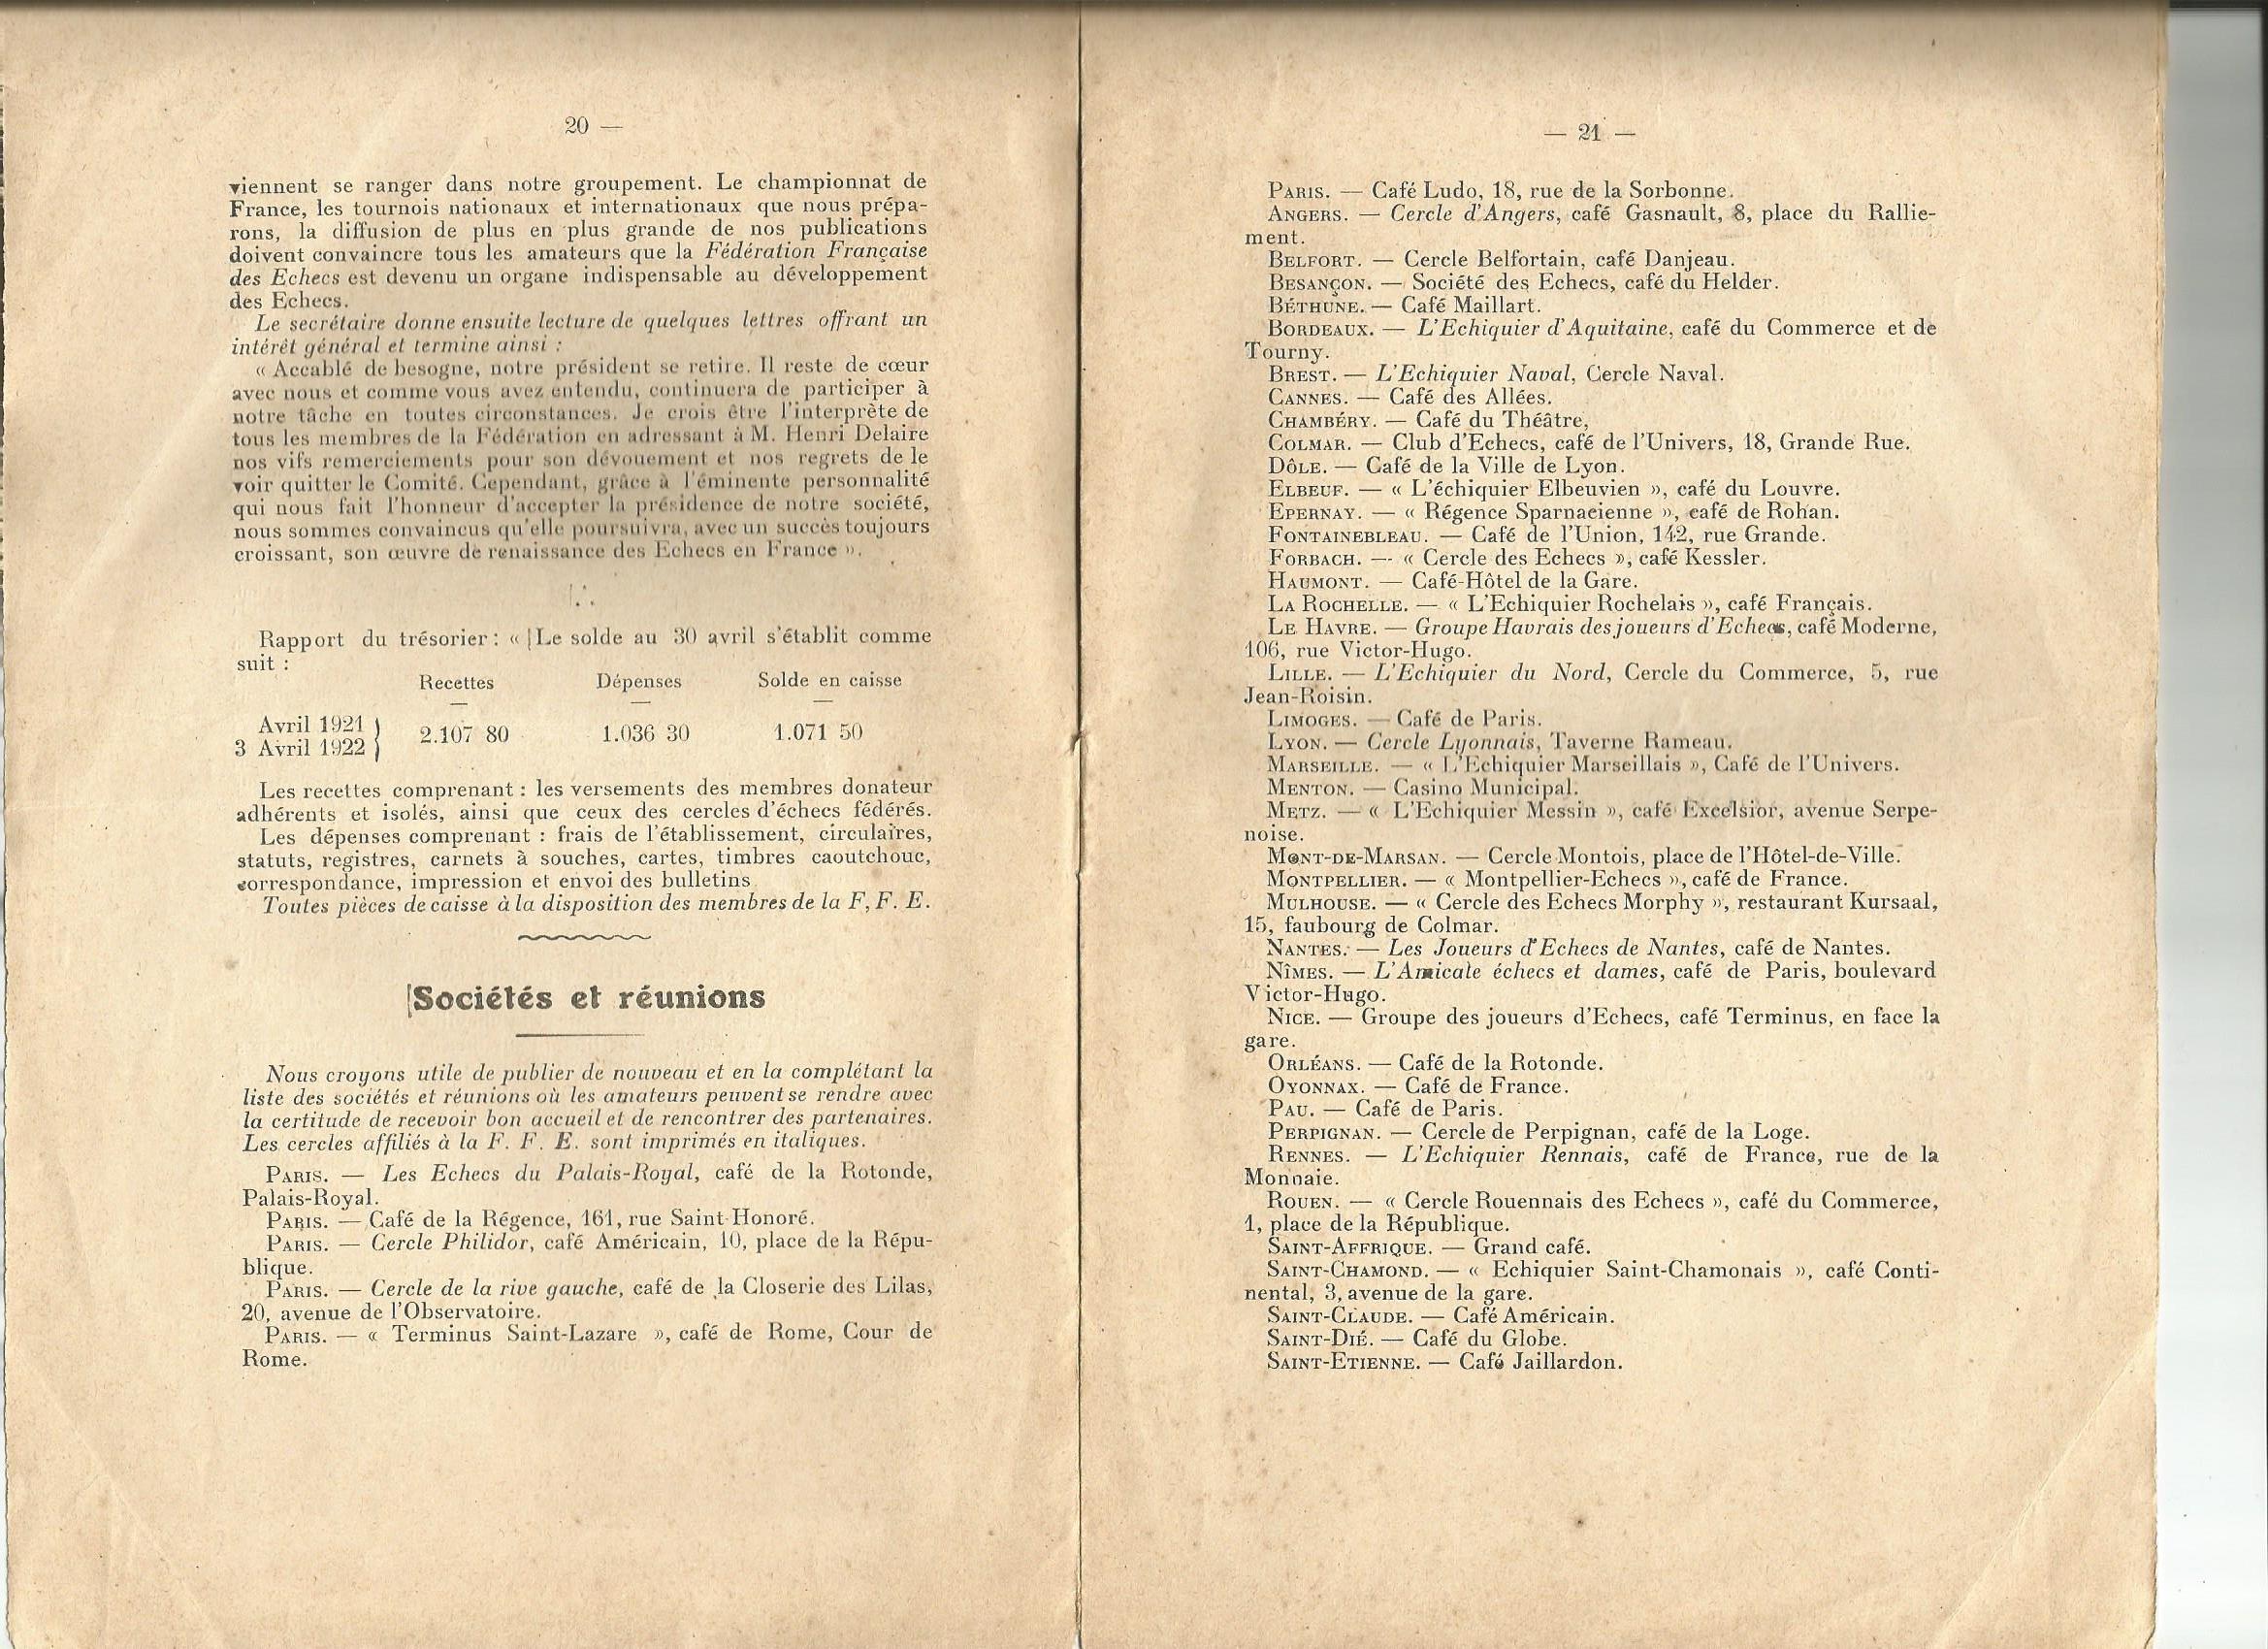 20 —
viennent se ranger dans notre groupement. Le championnat de
France, les tournois nationaux et internationaux que nous prépa-
rons, la diffusion de plus en plus grande de nos publications
doivent convaincre tous les amateurs que la Fédération Française
des Echecs est devenu un organe indispensable au développement
des Echecs.
Le secrétaire donne ensuite lecture de quelques lettres offrant un
intérêt général et termine ainsi :
« Accablé de besogne, notre président se retire. Il reste de cœur
avec nous et comme vous avez entendu, continuera de participer à
notre tâche en toutes circonstances. Je crois être l'interprète de
tous les membres de la Fédération en adressant à M. Henri Delaire
nos vifs remerciements pour son dévouement et nos regrets de le
voir quitter le Comité. Cependant, grâce à l'éminente personnalité
qui nous fait l'honneur d'accepter la présidence de notre société,
nous sommes convaincus qu'elle poursuivra, avec un succès toujours
croissant, son œuvre de renaissance des Echecs en France ».
Rapport du trésorier : « Le solde au 30 avril s'établit comme
suit :
Recettes Dépenses Solde en caisse
— — —
Avril 1921
3 Avril 1922 } 2.107 80 1.036 30 1.071 50
Les recettes comprenant : les versements des membres donateur
adhérents et isolés, ainsi que ceux des cercles d'échecs fédérés.
Les dépenses comprenant : frais de l'établissement, circulaires,
statuts, registres, carnets à souches, cartes, timbres caoutchouc,
correspondance, impression et envoi des bulletins
Toutes pièces de caisse à la disposition des membres de la F, F. E.
Sociétés et réunions
Nous croyons utile de publier de nouveau et en la complétant la
liste des sociétés et réunions où les amateurs peuvent se rendre avec
la certitude de recevoir bon accueil et de rencontrer des partenaires.
Les cercles affiliés à la F. F. E. sont imprimés en italiques.
PARIS. — Les Echecs du Palais-Royal, café de la Rotonde,
Palais-Royal.
PARIS. — Café de la Régence, 161, rue Saint-Honoré.
PARIS. — Cercle Philidor, café Américain, 10, place de la Répu-
blique.
PARIS. — Cercle de la rive gauche, café de la Closerie des Lilas,
20, avenue de l'Observatoire.
PARIS. — « Terminus Saint-Lazare », café de Rome, Cour de
Rome.
— 21 —
PARIS. — Café Ludo, 18, rue de la Sorbonne.
ANGERS. — Cercle d'Angers, café Gasnault, 8, place du Rallie-
ment.
BELFORT. — Cercle Belfortain, café Danjeau.
BESANÇON. — Société des Echecs, café du Helder.
BÉTHUNE. — Café Maillart.
BORDEAUX. — L'Echiquier d'Aquitaine, café du Commerce et de
Tourny.
BREST. — L'Echiquier Naval, Cercle Naval.
CANNES. — Café des Allées.
CHAMBÉRY. — Café du Théâtre,
COLMAR. — Club d'Echecs, café de l'Univers, 18, Grande Rue.
DÔLE. — Café de la Ville de Lyon.
ELBEUF. — « L'échiquier Elbeuvien », café du Louvre.
EPERNAY. — « Régence Sparnacienne », café de Rohan.
FONTAINEBLEAU. — Café de l'Union, 142, rue Grande.
FORBACH. — « Cercle des Echecs », café Kessler.
HAUMONT. — Café-Hôtel de la Gare.
LA ROCHELLE. — « L'Echiquier Rochelais », café Français.
LE HAVRE. — Groupe Havrais des joueurs d'Echecs, café Moderne,
106, rue Victor-Hugo.
LILLE. — L'Echiquier du Nord, Cercle du Commerce, 5, rue
Jean-Roisin.
LIMOGES. — Café de Paris.
LYON. — Cercle Lyonnais, Taverne Rameau.
MARSEILLE. — « L'Echiquier Marseillais », Café de l'Univers.
MENTON. — Casino Municipal.
METZ. — « L'Echiquier Messin », café Excelsior, avenue Serpe-
noise.
MONT-DE-MARSAN. — Cercle Montois, place de l'Hôtel-de-Ville.
MONTPELLIER. — « Montpellier-Echecs », café de France.
MULHOUSE. — « Cercle des Echecs Morphy », restaurant Kursaal,
15, faubourg de Colmar.
NANTES. — Les Joueurs d'Echecs de Nantes, café de Nantes.
NÎMES. — L'Amicale échecs et dames, café de Paris, boulevard
Victor-Hugo.
NICE. — Groupe des joueurs d'Echecs, café Terminus, en face la
gare.
ORLÉANS. — Café de la Rotonde.
OYONNAX. — Café de France.
PAU. — Café de Paris.
PERPIGNAN. — Cercle de Perpignan, café de la Loge.
RENNES. — L'Echiquier Rennais, café de France, rue de la
Monnaie.
ROUEN. — « Cercle Rouennais des Echecs », café du Commerce,
1, place de la République.
SAINT-AFFRIQUE. — Grand café.
SAINT-CHAMOND. — « Echiquier Saint-Chamonais », café Conti-
nental, 3, avenue de la gare.
SAINT-CLAUDE. — Café Américain.
SAINT-DIÉ. — Café du Globe.
SAINT-ETIENNE. — Café Jaillardon.